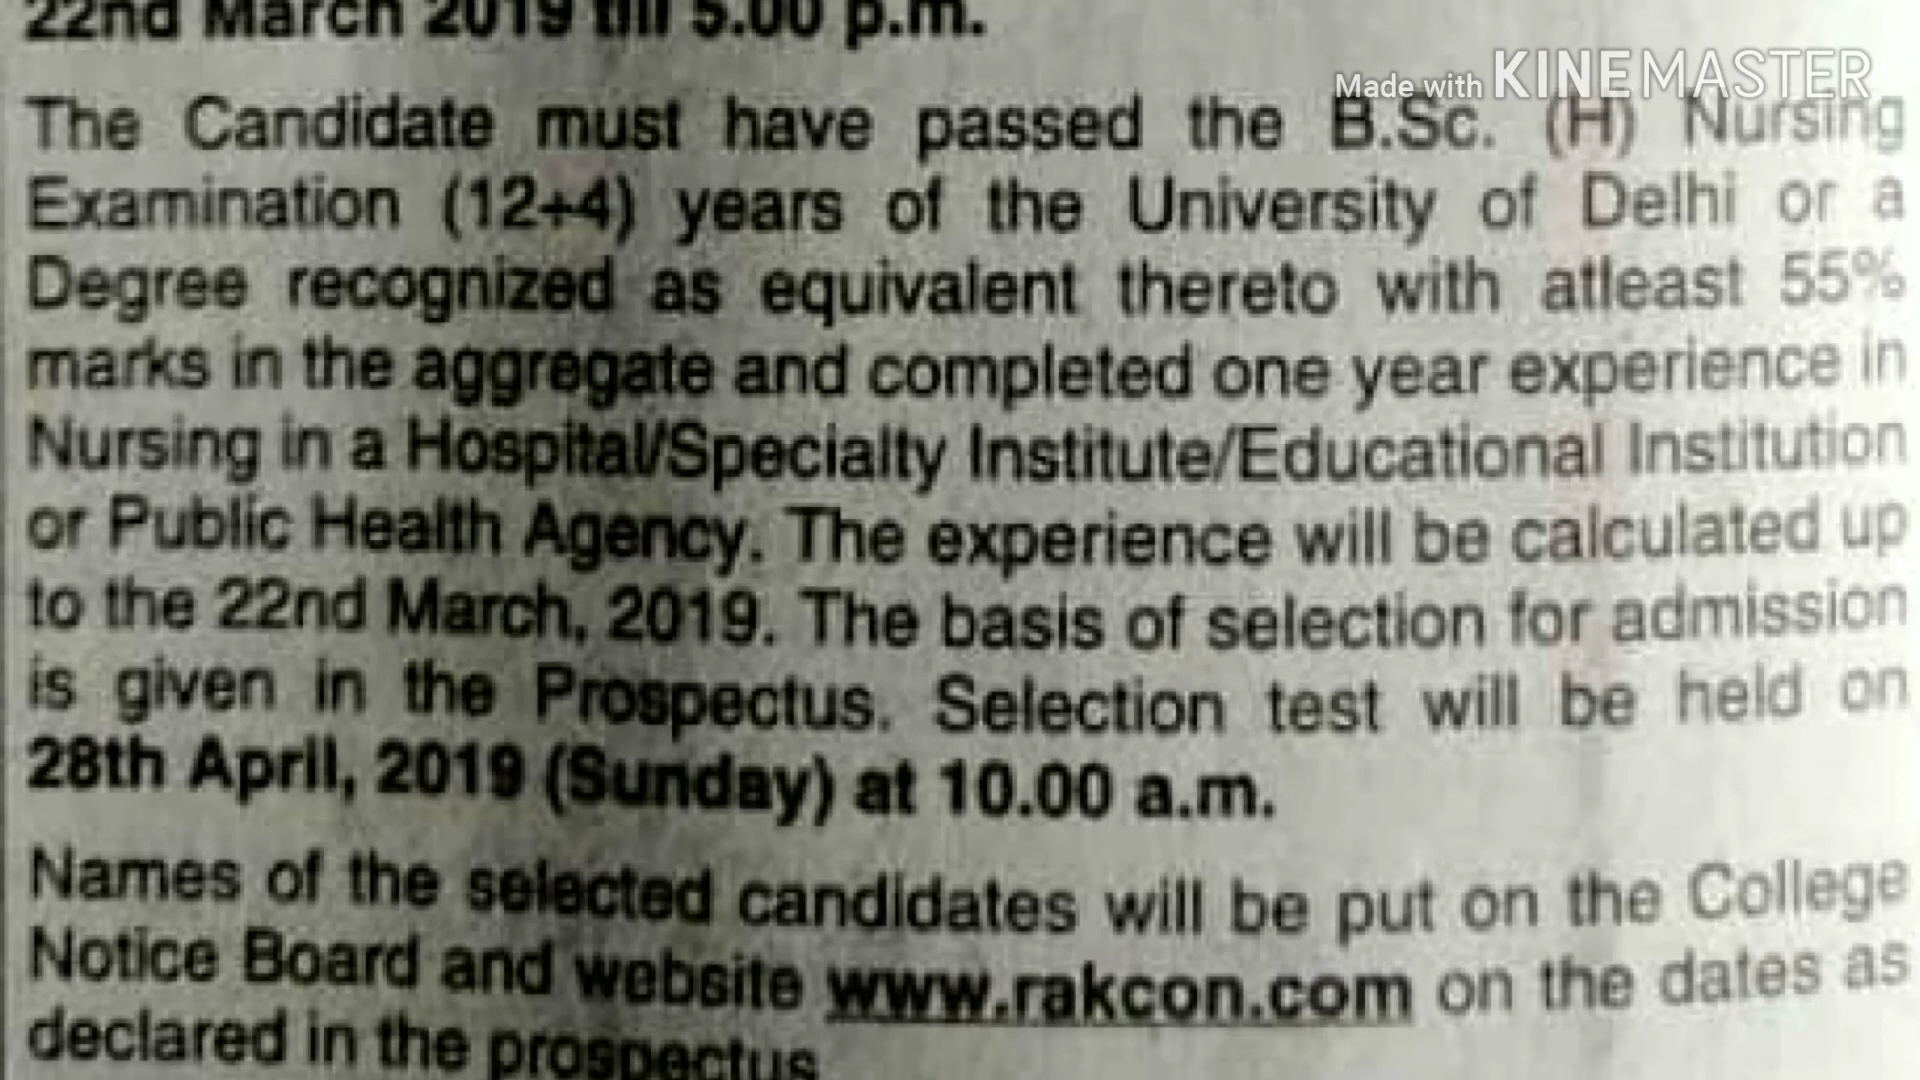 22nd March 2019 till 5.00 p.m.
Made with KINEMASTER
The Candidate must have passed the B.Sc. (H) Nursing
Examination (12+4) years of the University of Delhi or a
Degree recognized as equivalent thereto with atleast 55%
marks in the aggregate and completed one year experience in
Nursing in a Hospital/Specialty Institute/Educational Institution
or Public Health Agency. The experience will be calculated up
to the 22nd March, 2019. The basis of selection for admission
is given in the Prospectus. Selection test will be held on
28th April, 2019 (Sunday) at 10.00 a.m.
Names of the selected candidates will be put on the College
Notice Board and website www.rakcon.com on the dates as
declared in the prospectus